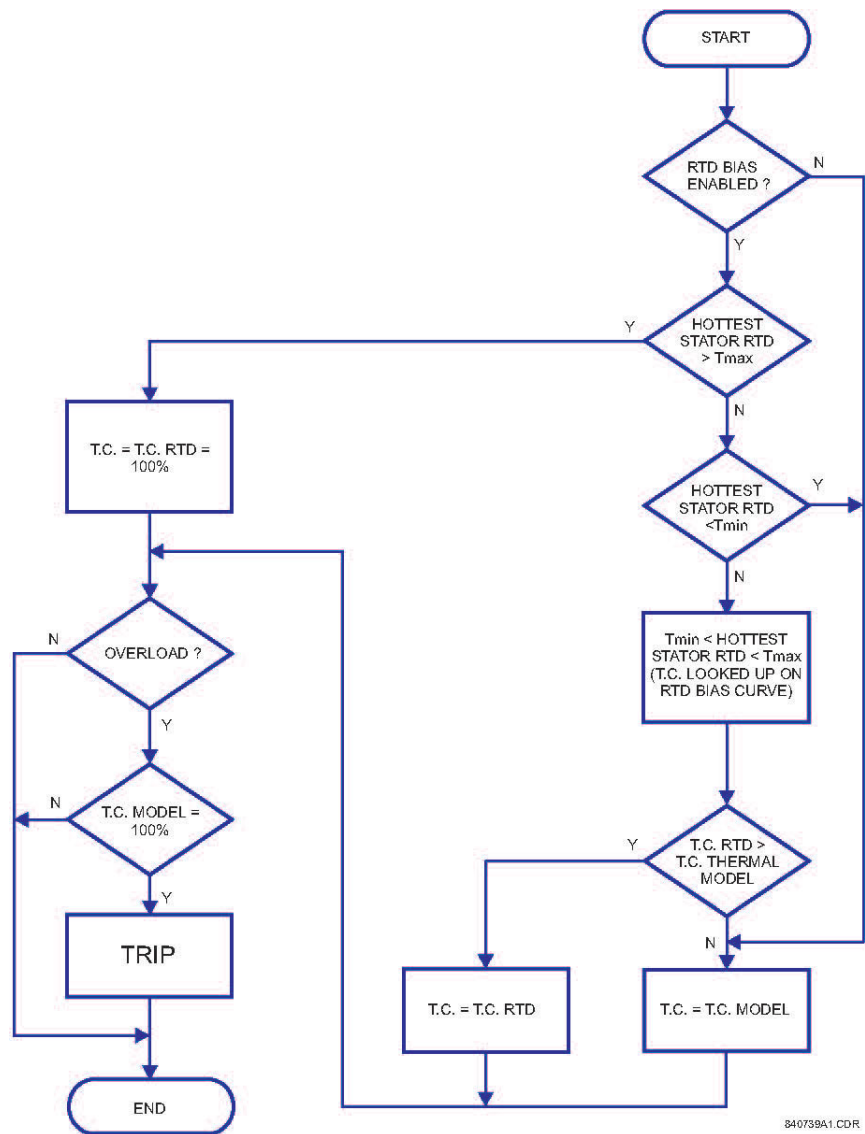 START
RTD BIAS
ENABLED ?
N
Y
HOTTEST
STATOR RTD
> Tmax
Y
N
T.C. = T.C. RTD =
100%
HOTTEST
STATOR RTD
<Tmin
Y
N
Tmin < HOTTEST
STATOR RTD < Tmax
(T.C. LOOKED UP ON
RTD BIAS CURVE)
OVERLOAD ?
N
Y
T.C. MODEL =
100%
N
Y
T.C. RTD >
T.C. THERMAL
MODEL
Y
N
TRIP
T.C. = T.C. RTD
T.C. = T.C. MODEL
END
840739A1.CDR